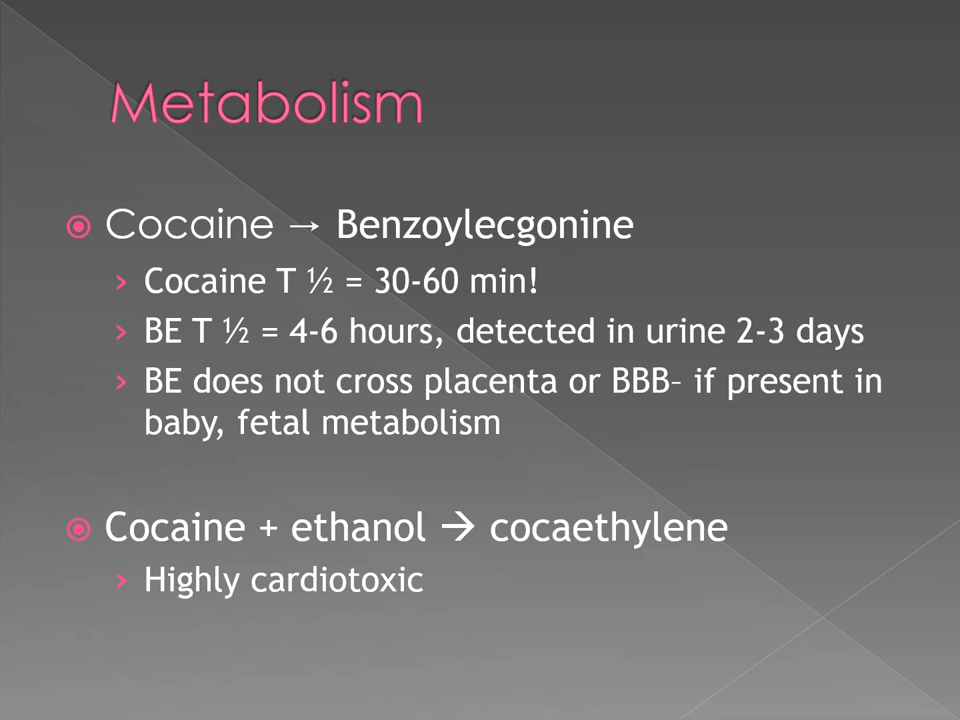 Metabolism
Cocaine → Benzoylecgonine
Cocaine T ½ = 30-60 min!
BE T ½ = 4-6 hours, detected in urine 2-3 days
BE does not cross placenta or BBB– if present in
baby, fetal metabolism
Cocaine + ethanol → cocaethylene
Highly cardiotoxic